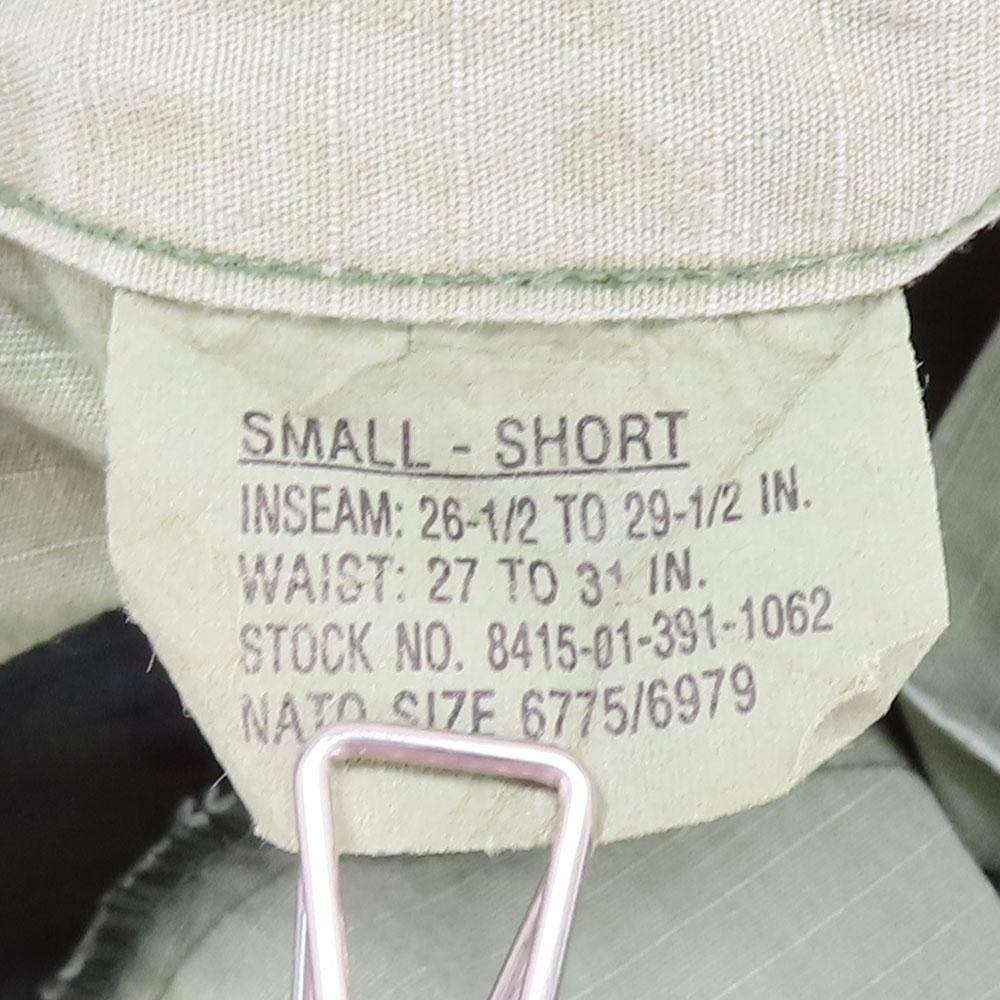 SMALL - SHORT
INSEAM: 26-1/2 TO 29-1/2 IN.
WAIST: 27 TO 31 IN.
STOCK NO. 8415-01-391-1062
NATO SIZE 6775/6979